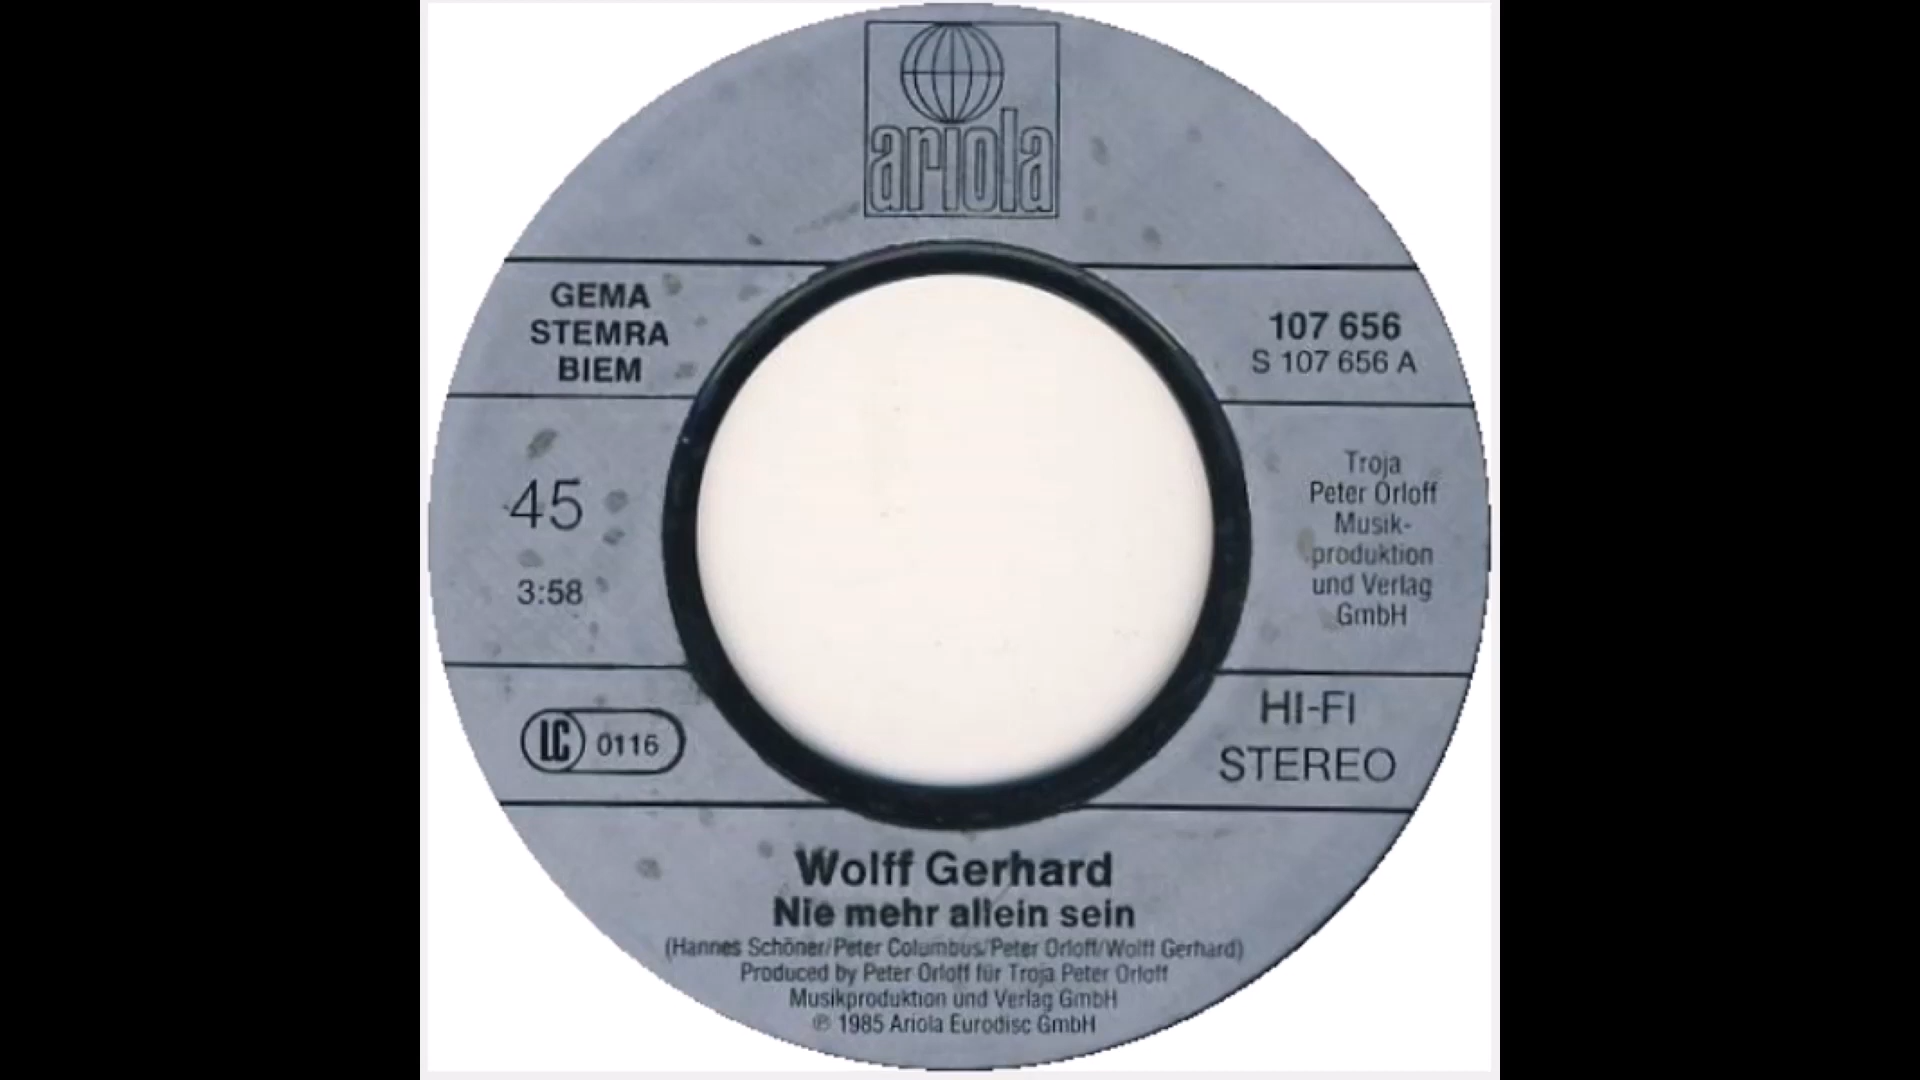 ariola
GEMA
STEMRA
BIEM
107 656
S 107 656 A
45
3:58
Troja
Peter Orloff
Musik-
produktion
und Verlag
GmbH
LC 0116
HI-FI
STEREO
Wolff Gerhard
Nie mehr allein sein
(Hannes Schöner/Peter Columbus/Peter Orloff/Wolff Gerhard)
Produced by Peter Orloff für Troja Peter Orloff
Musikproduktion und Verlag GmbH
℗ 1985 Ariola Eurodisc GmbH